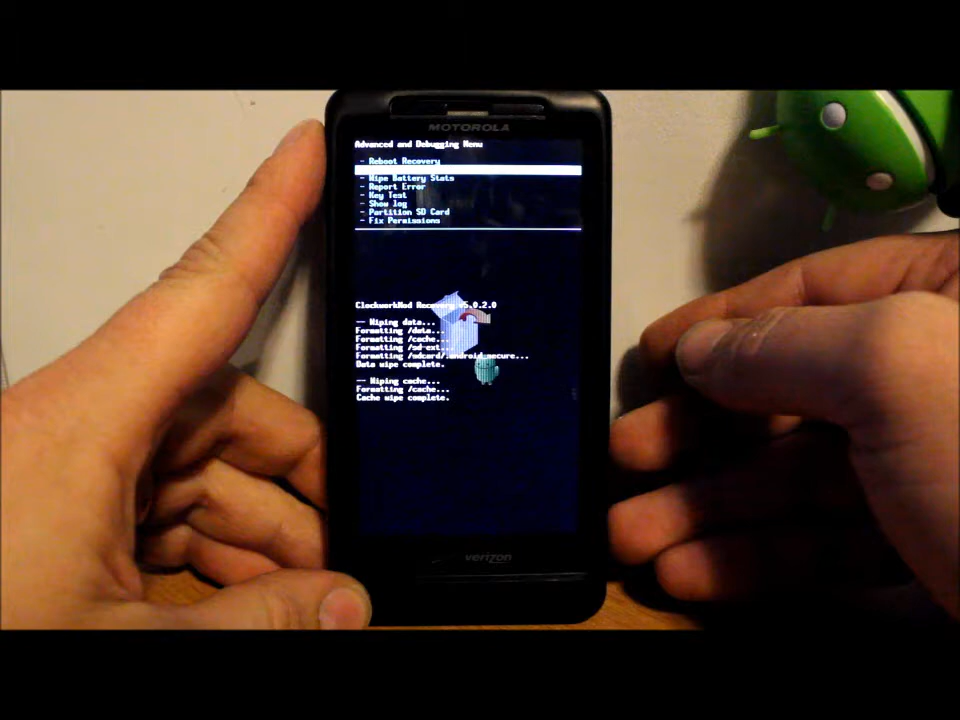 MOTOROLA
Advanced and Debugging Menu
- Reboot Recovery
- Wipe Battery Stats
- Report Error
- Key Test
- Show log
- Partition SD Card
- Fix Permissions
ClockworkMod Recovery v5.0.2.0
-- Wiping data...
Formatting /data...
Formatting /cache...
Formatting /sd-ext...
Formatting /sdcard/.android_secure...
Data wipe complete.
-- Wiping cache...
Formatting /cache...
Cache wipe complete.
verizon